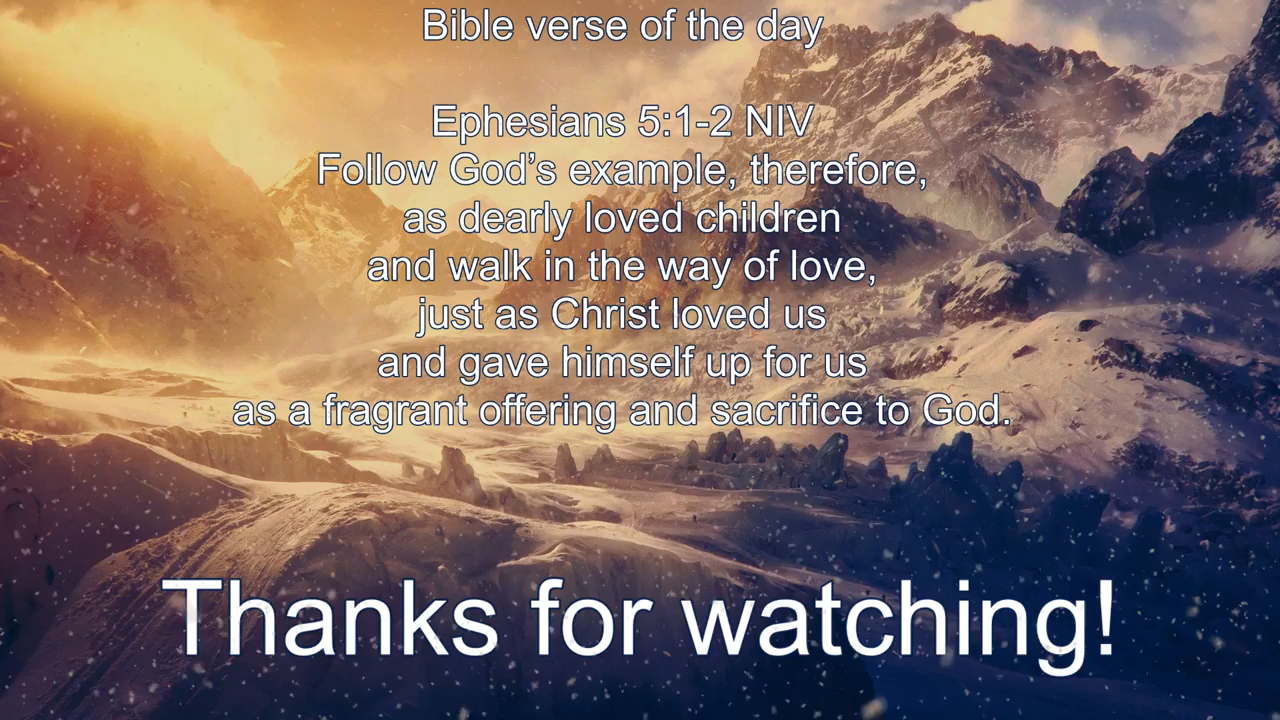 Bible verse of the day
Ephesians 5:1-2 NIV
Follow God’s example, therefore,
as dearly loved children
and walk in the way of love,
just as Christ loved us
and gave himself up for us
as a fragrant offering and sacrifice to God.
Thanks for watching!